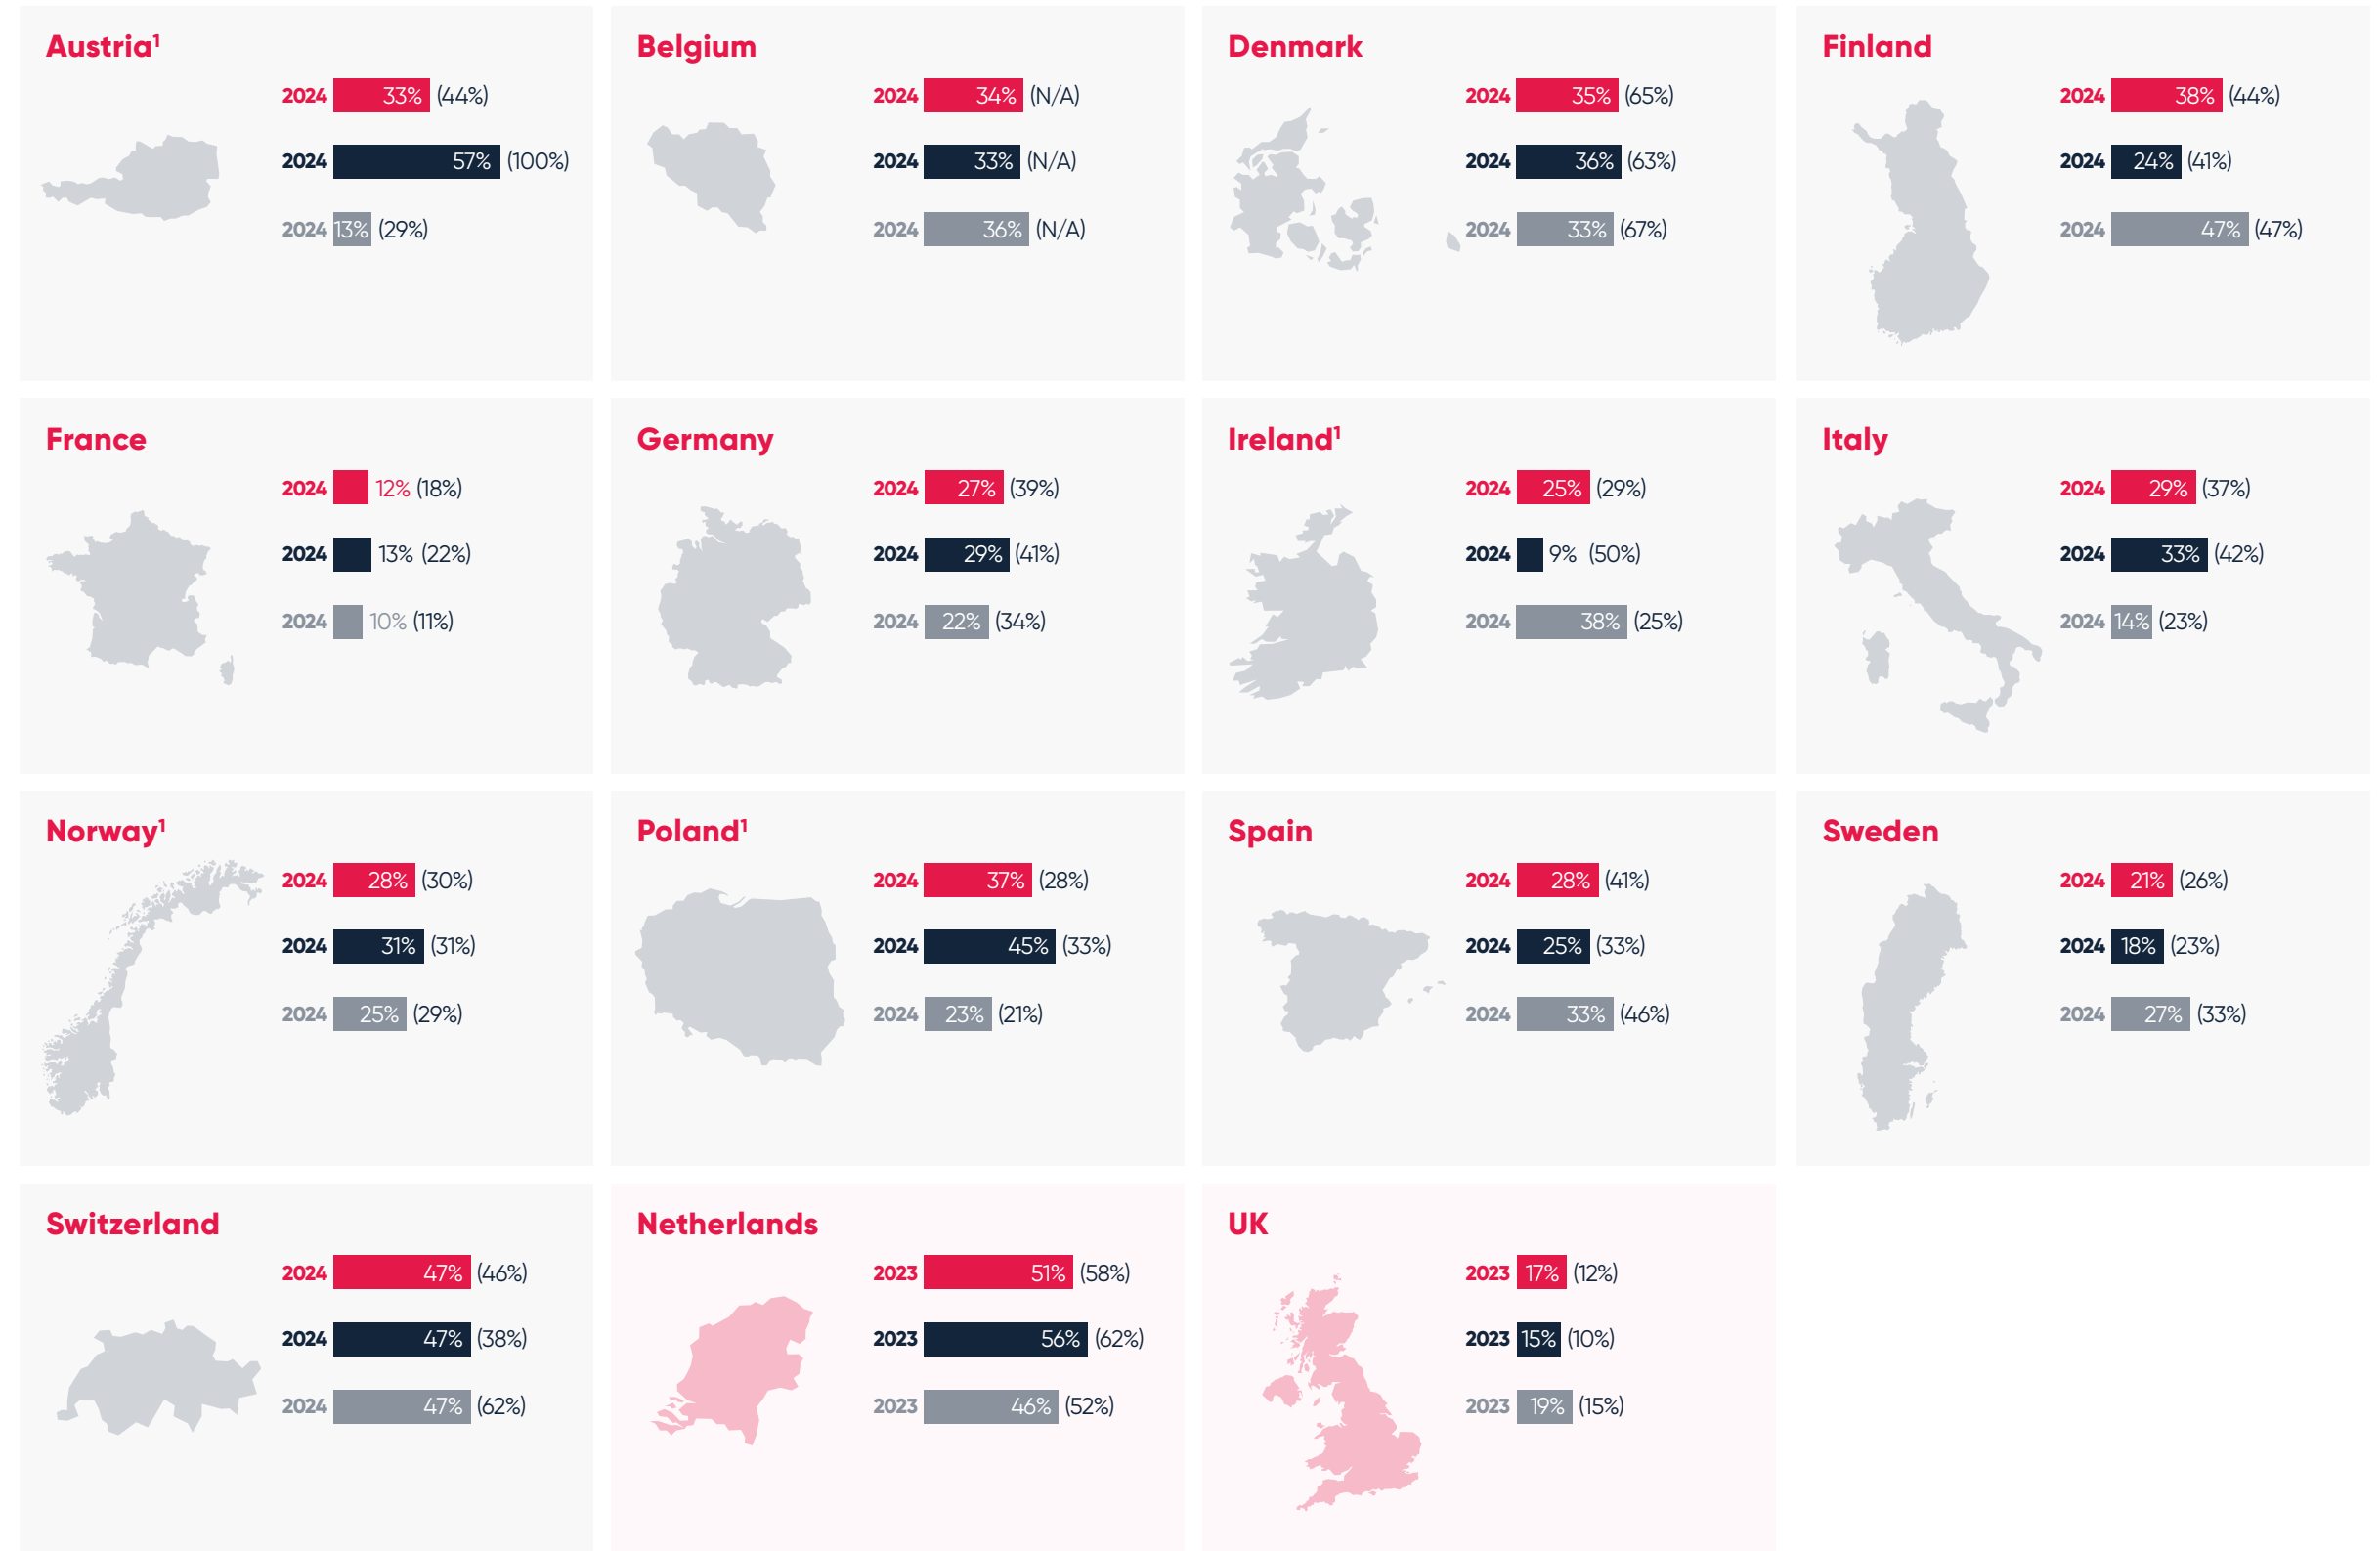 Austria¹
2024 33% (44%)
2024 57% (100%)
2024 13% (29%)
Belgium
2024 34% (N/A)
2024 33% (N/A)
2024 36% (N/A)
Denmark
2024 35% (65%)
2024 36% (63%)
2024 33% (67%)
Finland
2024 38% (44%)
2024 24% (41%)
2024 47% (47%)
France
2024 12% (18%)
2024 13% (22%)
2024 10% (11%)
Germany
2024 27% (39%)
2024 29% (41%)
2024 22% (34%)
Ireland¹
2024 25% (29%)
2024 9% (50%)
2024 38% (25%)
Italy
2024 29% (37%)
2024 33% (42%)
2024 14% (23%)
Norway¹
2024 28% (30%)
2024 31% (31%)
2024 25% (29%)
Poland¹
2024 37% (28%)
2024 45% (33%)
2024 23% (21%)
Spain
2024 28% (41%)
2024 25% (33%)
2024 33% (46%)
Sweden
2024 21% (26%)
2024 18% (23%)
2024 27% (33%)
Switzerland
2024 47% (46%)
2024 47% (38%)
2024 47% (62%)
Netherlands
2023 51% (58%)
2023 56% (62%)
2023 46% (52%)
UK
2023 17% (12%)
2023 15% (10%)
2023 19% (15%)